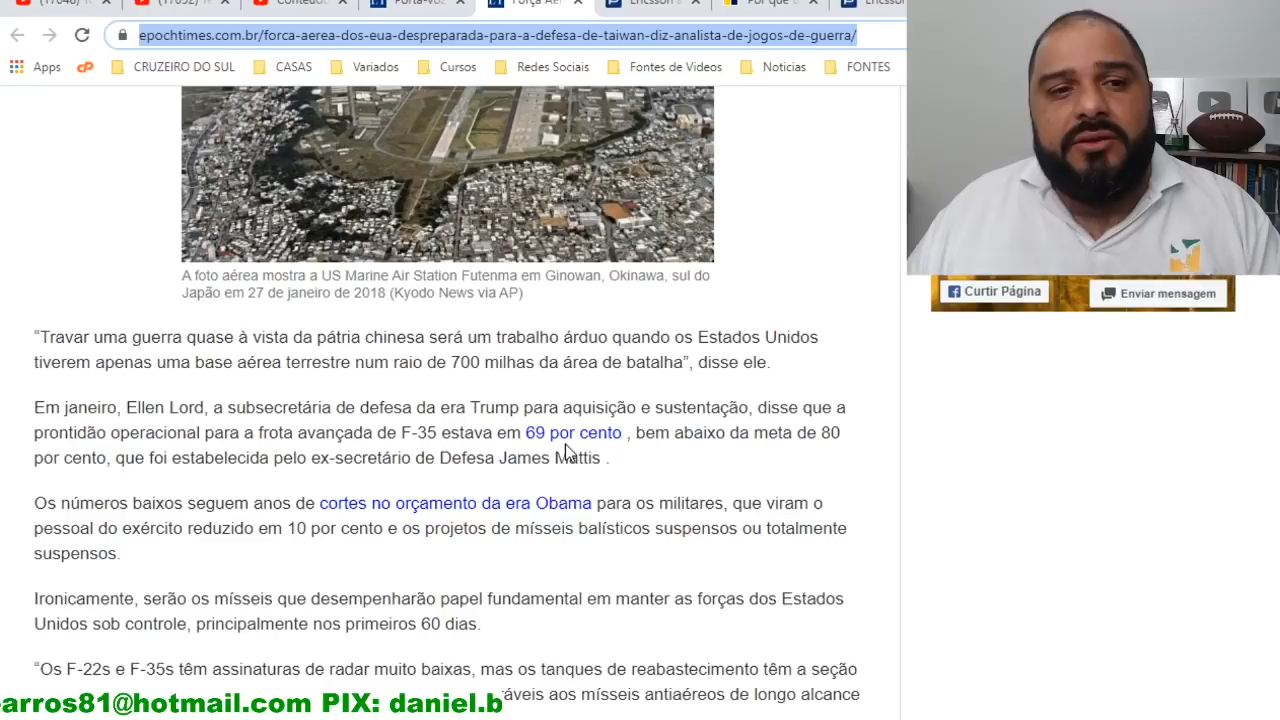 (17048)
(17052)
Conteúdo
Porta-voz
Força Aér
Ericsson
Por que
Ericsson
epochtimes.com.br/forca-aerea-dos-eua-despreparada-para-a-defesa-de-taiwan-diz-analista-de-jogos-de-guerra/
Apps CRUZEIRO DO SUL CASAS Variados Cursos Redes Sociais Fontes de Videos Noticias FONTES
A foto aérea mostra a US Marine Air Station Futenma em Ginowan, Okinawa, sul do
Japão em 27 de janeiro de 2018 (Kyodo News via AP)
Curtir Página Enviar mensagem
“Travar uma guerra quase à vista da pátria chinesa será um trabalho árduo quando os Estados Unidos
tiverem apenas uma base aérea terrestre num raio de 700 milhas da área de batalha”, disse ele.
Em janeiro, Ellen Lord, a subsecretária de defesa da era Trump para aquisição e sustentação, disse que a
prontidão operacional para a frota avançada de F-35 estava em 69 por cento , bem abaixo da meta de 80
por cento, que foi estabelecida pelo ex-secretário de Defesa James Mattis .
Os números baixos seguem anos de cortes no orçamento da era Obama para os militares, que viram o
pessoal do exército reduzido em 10 por cento e os projetos de mísseis balísticos suspensos ou totalmente
suspensos.
Ironicamente, serão os mísseis que desempenharão papel fundamental em manter as forças dos Estados
Unidos sob controle, principalmente nos primeiros 60 dias.
“Os F-22s e F-35s têm assinaturas de radar muito baixas, mas os tanques de reabastecimento têm a seção
áveis aos mísseis antiaéreos de longo alcance
arros81@hotmail.com PIX: daniel.b